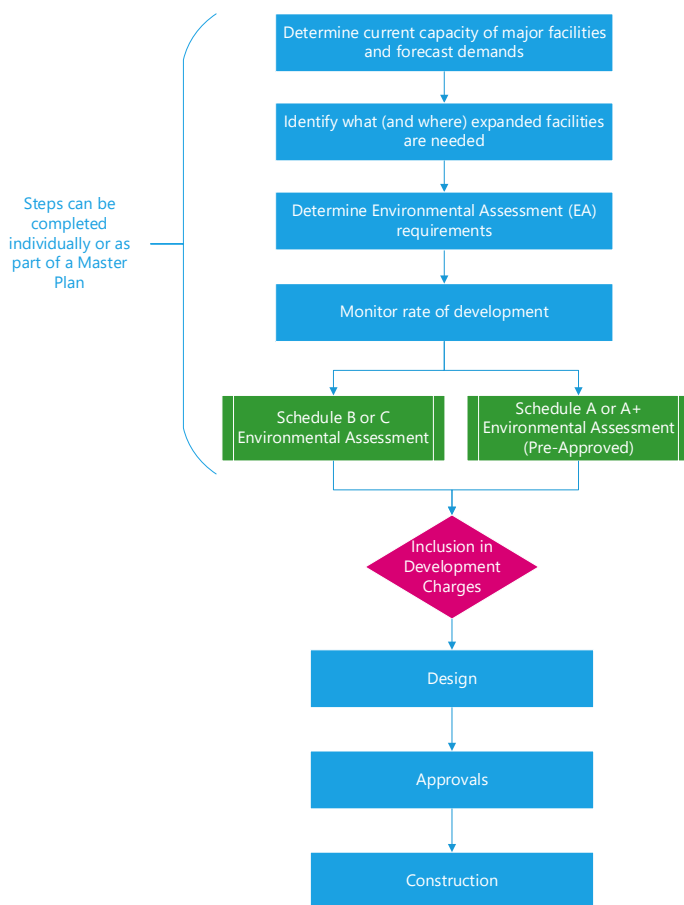 Determine current capacity of major facilities
and forecast demands
Identify what (and where) expanded facilities
are needed
Steps can be
completed
individually or as
part of a Master
Plan
Determine Environmental Assessment (EA)
requirements
Monitor rate of development
Schedule B or C
Environmental Assessment
Schedule A or A+
Environmental Assessment
(Pre-Approved)
Inclusion in
Development
Charges
Design
Approvals
Construction